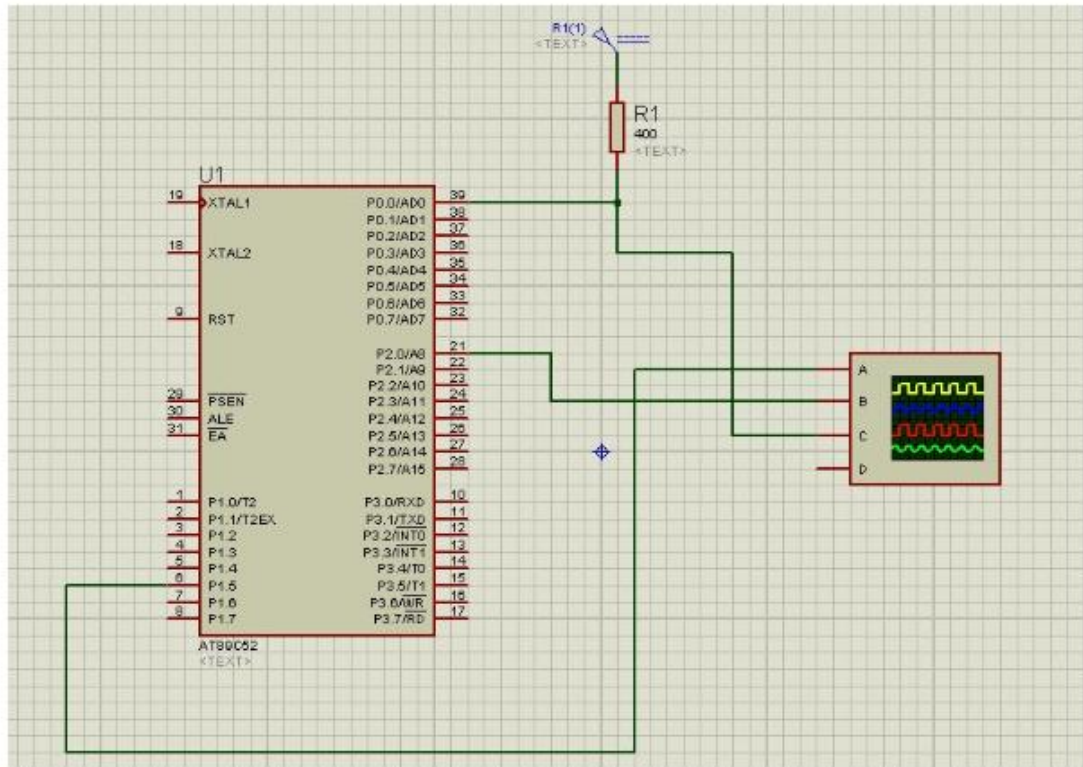 R1(1)
<TEXT>
R1
400
<TEXT>
U1
19 XTAL1
18 XTAL2
9 RST
29 PSEN
30 ALE
31 EA
1 P1.0/T2
2 P1.1/T2EX
3 P1.2
4 P1.3
5 P1.4
6 P1.5
7 P1.6
8 P1.7
P0.0/AD0 39
P0.1/AD1 38
P0.2/AD2 37
P0.3/AD3 36
P0.4/AD4 35
P0.5/AD5 34
P0.6/AD6 33
P0.7/AD7 32
P2.0/A8 21
P2.1/A9 22
P2.2/A10 23
P2.3/A11 24
P2.4/A12 25
P2.5/A13 26
P2.6/A14 27
P2.7/A15 28
P3.0/RXD 10
P3.1/TXD 11
P3.2/INT0 12
P3.3/INT1 13
P3.4/T0 14
P3.5/T1 15
P3.6/WR 16
P3.7/RD 17
AT89C52
<TEXT>
A
B
C
D